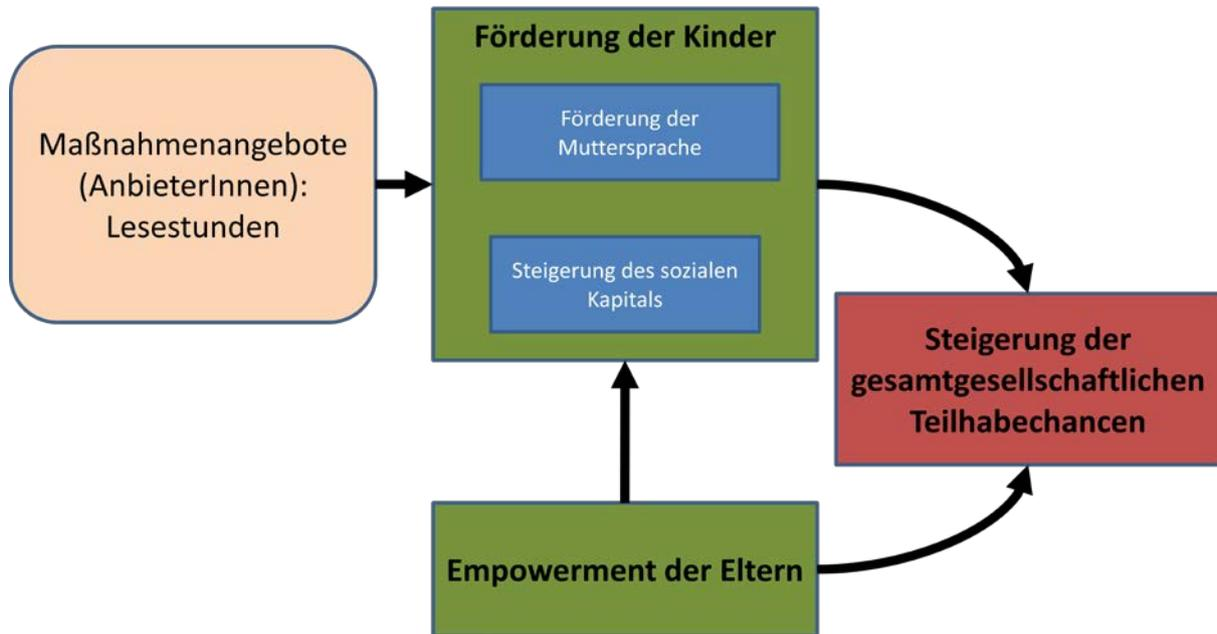 Maßnahmenangebote
(AnbieterInnen):
Lesestunden
Förderung der Kinder
Förderung der
Muttersprache
Steigerung des sozialen
Kapitals
Steigerung der
gesamtgesellschaftlichen
Teilhabechancen
Empowerment der Eltern